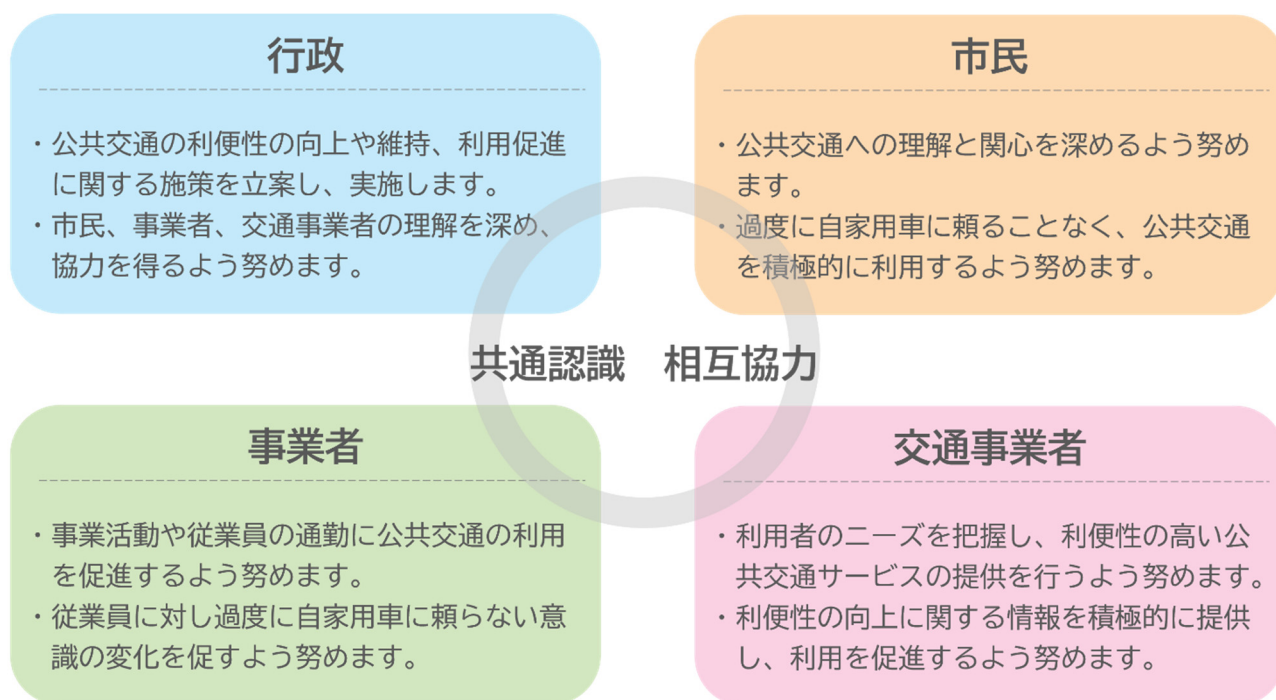 行政
・公共交通の利便性の向上や維持、利用促進
に関する施策を立案し、実施します。
・市民、事業者、交通事業者の理解を深め、
協力を得るよう努めます。
市民
・公共交通への理解と関心を深めるよう努め
ます。
・過度に自家用車に頼ることなく、公共交通
を積極的に利用するよう努めます。
共通認識　相互協力
事業者
・事業活動や従業員の通勤に公共交通の利用
を促進するよう努めます。
・従業員に対し過度に自家用車に頼らない意
識の変化を促すよう努めます。
交通事業者
・利用者のニーズを把握し、利便性の高い公
共交通サービスの提供を行うよう努めます。
・利便性の向上に関する情報を積極的に提供
し、利用を促進するよう努めます。